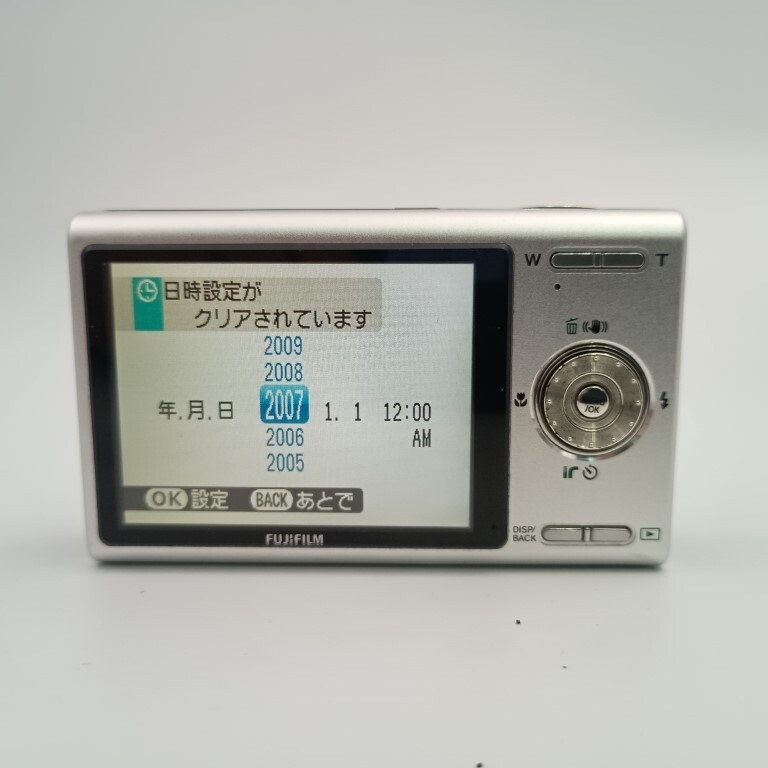 日時設定が
クリアされています
2009
2008
年.月.日 2007 1. 1 12:00
2006 AM
2005
OK 設定 BACK あとで
FUJIFILM
W T
/OK
DISP/
BACK